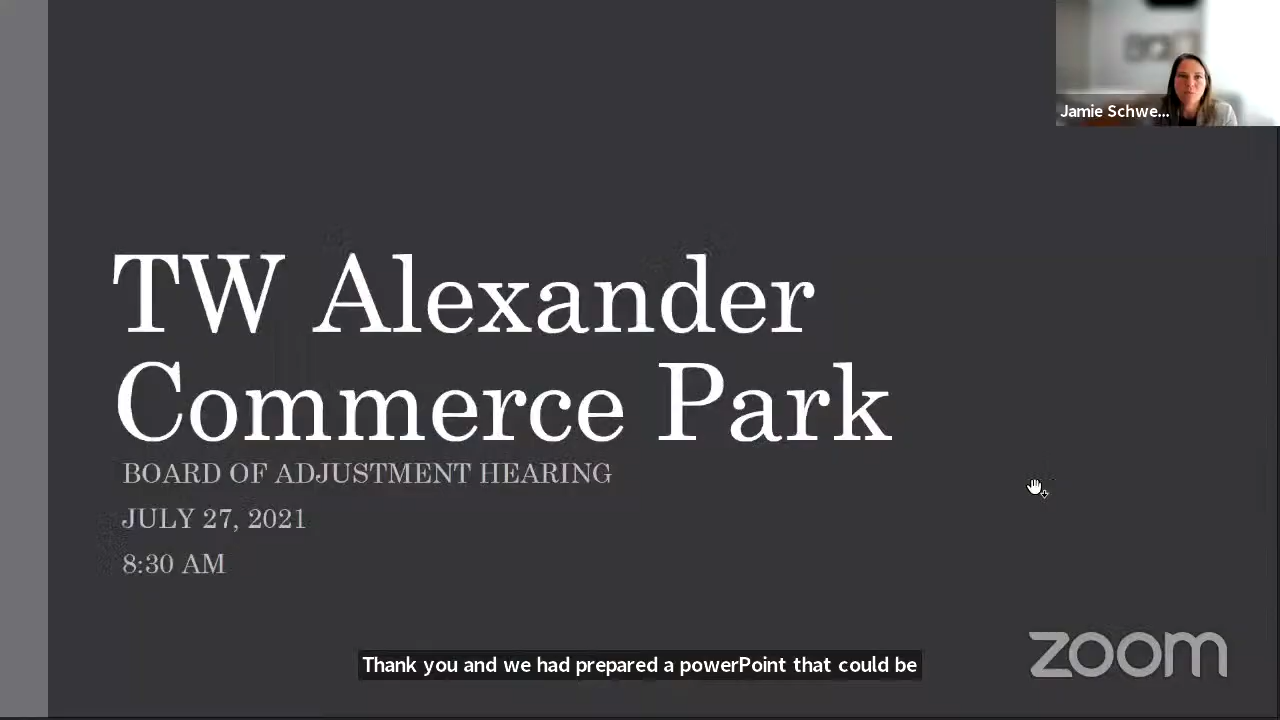 Jamie Schwe...
TW Alexander
Commerce Park
BOARD OF ADJUSTMENT HEARING
JULY 27, 2021
8:30 AM
Thank you and we had prepared a powerPoint that could be
zoom